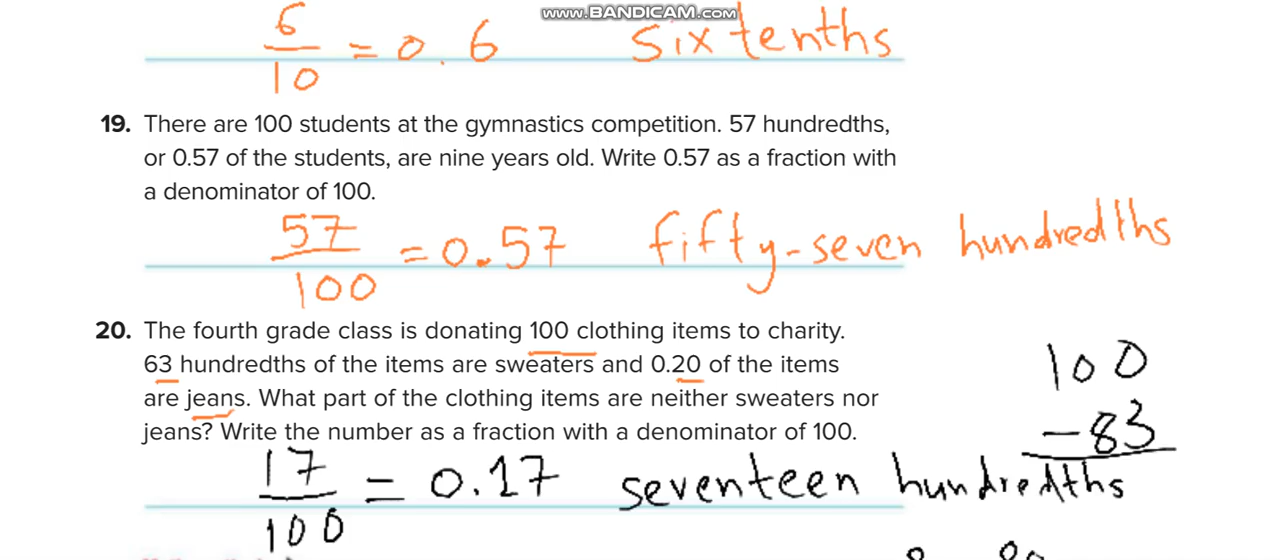 www.BANDICAM.com
6/10 = 0.6 Six tenths
19. There are 100 students at the gymnastics competition. 57 hundredths,
or 0.57 of the students, are nine years old. Write 0.57 as a fraction with
a denominator of 100.
57/100 = 0.57 fifty-seven hundredths
20. The fourth grade class is donating 100 clothing items to charity.
63 hundredths of the items are sweaters and 0.20 of the items
are jeans. What part of the clothing items are neither sweaters nor
jeans? Write the number as a fraction with a denominator of 100.
100
-83
17/100 = 0.17 seventeen hundredths